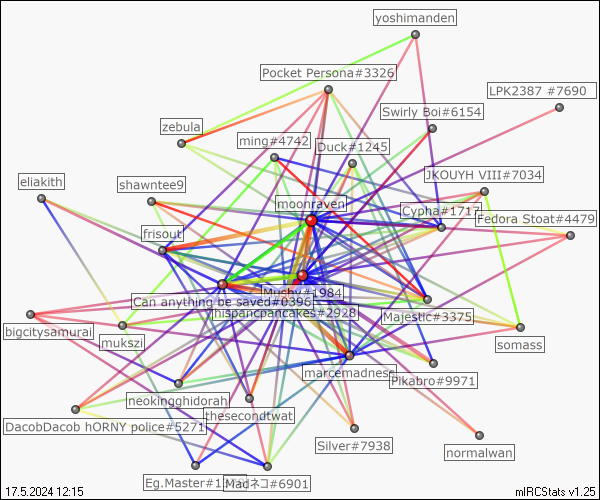 yoshimanden
Pocket Persona#3326
LPK2387 #7690
Swirly Boi#6154
zebula
ming#4742
Duck#1245
JKOUYH VIII#7034
eliakith
shawntee9
moonraven
Cypha#1717
Fedora Stoat#4479
frisout
Mushy#1984
Can anything be saved#0396
hispancpancakes#2928
Majestic#3375
bigcitysamurai
mukszi
somass
marcemadness
Pikabro#9971
neokingghidorah
thesecondtwat
DacobDacob hORNY police#5271
Silver#7938
normalwan
Eg.Master#1
Madネコ#6901
17.5.2024 12:15
mIRCStats v1.25